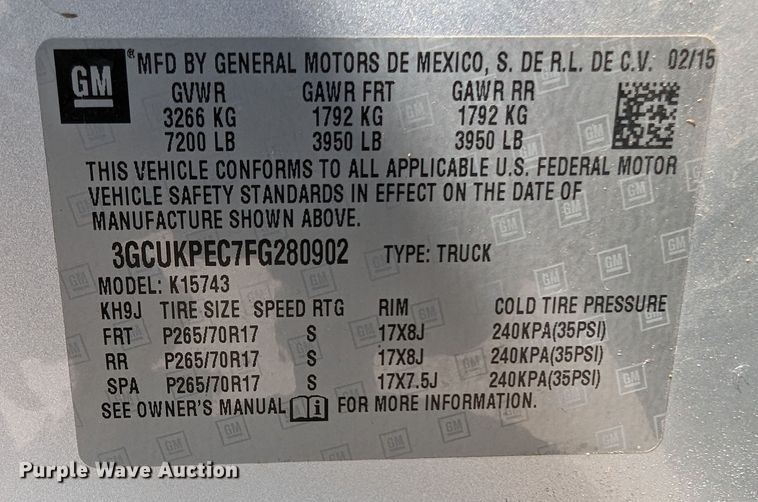 GM
MFD BY GENERAL MOTORS DE MEXICO, S. DE R.L. DE C.V. 02/15
GVWR GAWR FRT GAWR RR
3266 KG 1792 KG 1792 KG
7200 LB 3950 LB 3950 LB
THIS VEHICLE CONFORMS TO ALL APPLICABLE U.S. FEDERAL MOTOR
VEHICLE SAFETY STANDARDS IN EFFECT ON THE DATE OF
MANUFACTURE SHOWN ABOVE.
3GCUKPEC7FG280902 TYPE: TRUCK
MODEL: K15743
KH9J TIRE SIZE SPEED RTG RIM COLD TIRE PRESSURE
FRT P265/70R17 S 17X8J 240KPA(35PSI)
RR P265/70R17 S 17X8J 240KPA(35PSI)
SPA P265/70R17 S 17X7.5J 240KPA(35PSI)
SEE OWNER'S MANUAL FOR MORE INFORMATION.
Purple Wave Auction